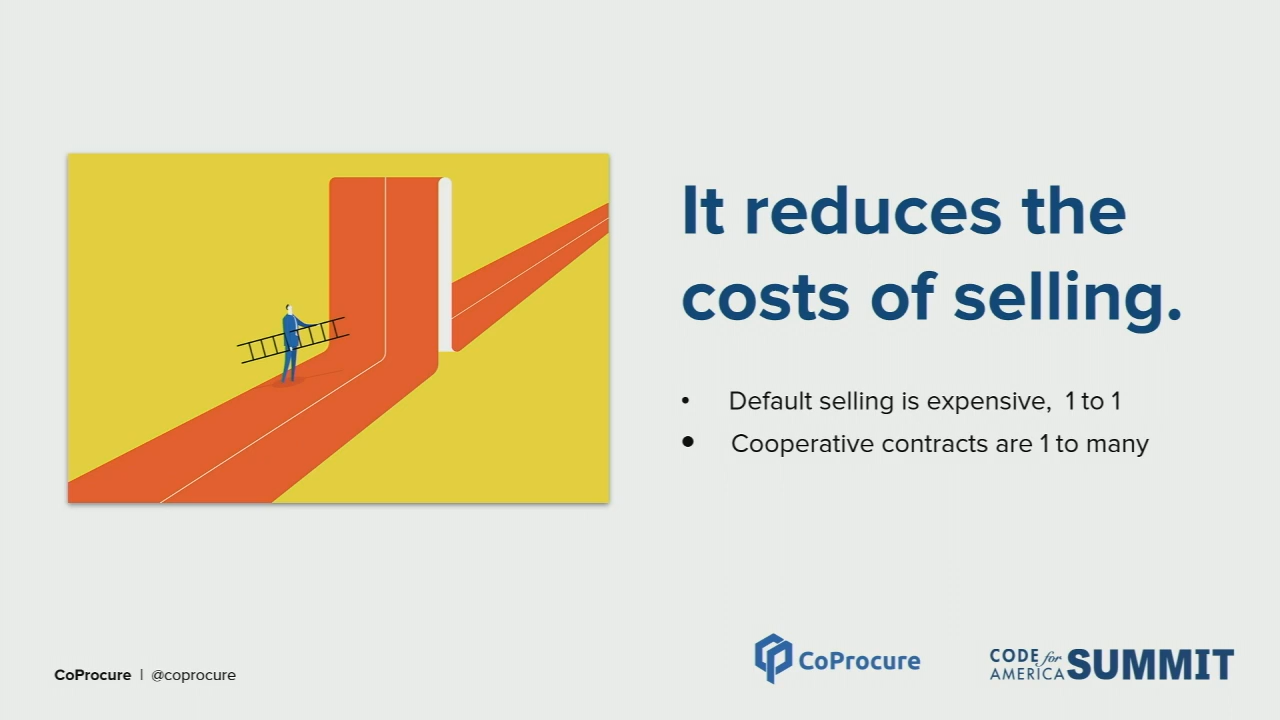 It reduces the
costs of selling.
• Default selling is expensive, 1 to 1
• Cooperative contracts are 1 to many
CoProcure | @coprocure
CoProcure
CODE for
AMERICA SUMMIT